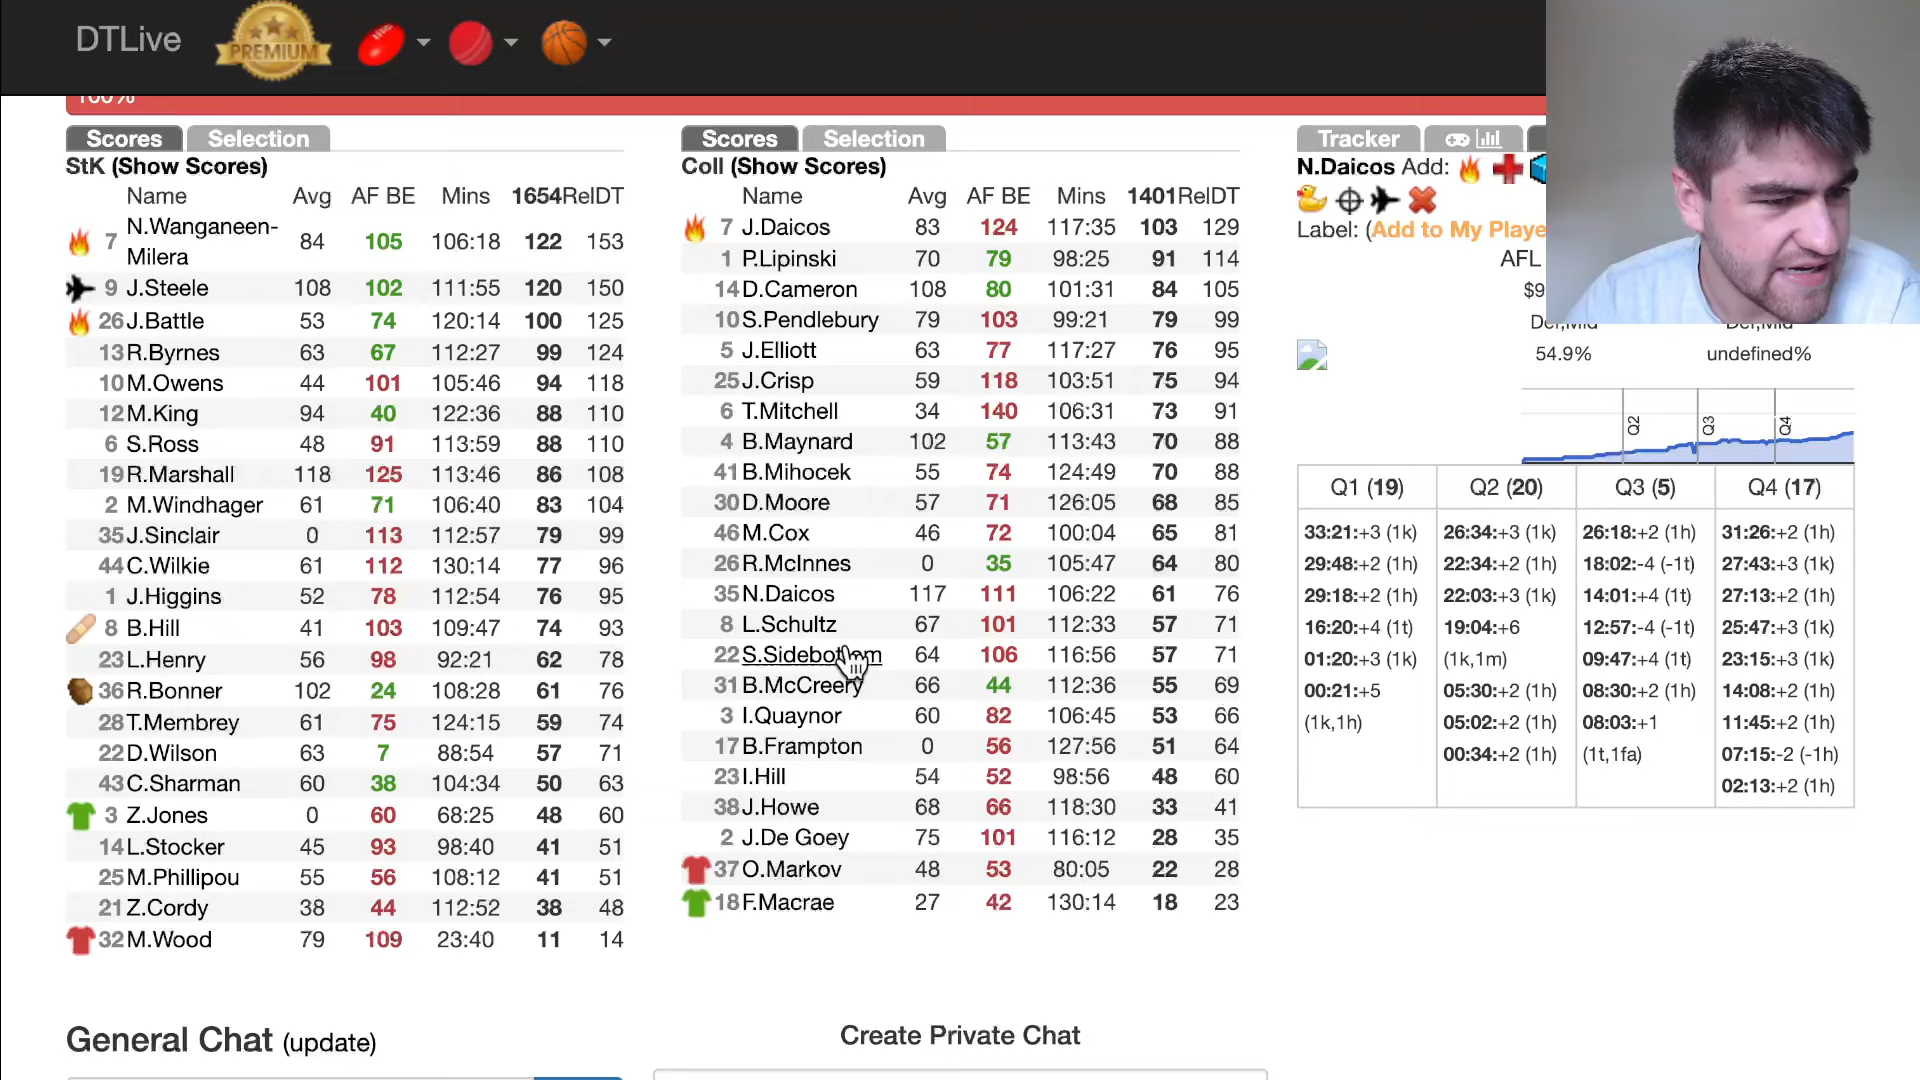 DTLive
PREMIUM
100%
Scores Selection
StK (Show Scores)
Name Avg AF BE Mins 1654 RelDT
7 N.Wanganeen-Milera 84 105 106:18 122 153
9 J.Steele 108 102 111:55 120 150
26 J.Battle 53 74 120:14 100 125
13 R.Byrnes 63 67 112:27 99 124
10 M.Owens 44 101 105:46 94 118
12 M.King 94 40 122:36 88 110
6 S.Ross 48 91 113:59 88 110
19 R.Marshall 118 125 113:46 86 108
2 M.Windhager 61 71 106:40 83 104
35 J.Sinclair 0 113 112:57 79 99
44 C.Wilkie 61 112 130:14 77 96
1 J.Higgins 52 78 112:54 76 95
8 B.Hill 41 103 109:47 74 93
23 L.Henry 56 98 92:21 62 78
36 R.Bonner 102 24 108:28 61 76
28 T.Membrey 61 75 124:15 59 74
22 D.Wilson 63 7 88:54 57 71
43 C.Sharman 60 38 104:34 50 63
3 Z.Jones 0 60 68:25 48 60
14 L.Stocker 45 93 98:40 41 51
25 M.Phillipou 55 56 108:12 41 51
21 Z.Cordy 38 44 112:52 38 48
32 M.Wood 79 109 23:40 11 14
Scores Selection
Coll (Show Scores)
Name Avg AF BE Mins 1401 RelDT
7 J.Daicos 83 124 117:35 103 129
1 P.Lipinski 70 79 98:25 91 114
14 D.Cameron 108 80 101:31 84 105
10 S.Pendlebury 79 103 99:21 79 99
5 J.Elliott 63 77 117:27 76 95
25 J.Crisp 59 118 103:51 75 94
6 T.Mitchell 34 140 106:31 73 91
4 B.Maynard 102 57 113:43 70 88
41 B.Mihocek 55 74 124:49 70 88
30 D.Moore 57 71 126:05 68 85
46 M.Cox 46 72 100:04 65 81
26 R.McInnes 0 35 105:47 64 80
35 N.Daicos 117 111 106:22 61 76
8 L.Schultz 67 101 112:33 57 71
22 S.Sidebottom 64 106 116:56 57 71
31 B.McCreery 66 44 112:36 55 69
3 I.Quaynor 60 82 106:45 53 66
17 B.Frampton 0 56 127:56 51 64
23 I.Hill 54 52 98:56 48 60
38 J.Howe 68 66 118:30 33 41
2 J.De Goey 75 101 116:12 28 35
37 O.Markov 48 53 80:05 22 28
18 F.Macrae 27 42 130:14 18 23
Tracker
N.Daicos Add:
Label: (Add to My Playe
AFL
$9
Def,Mid Def,Mid
54.9% undefined%
Q2 Q3 Q4
Q1 (19) Q2 (20) Q3 (5) Q4 (17)
33:21:+3 (1k) 26:34:+3 (1k) 26:18:+2 (1h) 31:26:+2 (1h)
29:48:+2 (1h) 22:34:+2 (1h) 18:02:-4 (-1t) 27:43:+3 (1k)
29:18:+2 (1h) 22:03:+3 (1k) 14:01:+4 (1t) 27:13:+2 (1h)
16:20:+4 (1t) 19:04:+6 12:57:-4 (-1t) 25:47:+3 (1k)
01:20:+3 (1k) (1k,1m) 09:47:+4 (1t) 23:15:+3 (1k)
00:21:+5 05:30:+2 (1h) 08:30:+2 (1h) 14:08:+2 (1h)
(1k,1h) 05:02:+2 (1h) 08:03:+1 11:45:+2 (1h)
00:34:+2 (1h) (1t,1fa) 07:15:-2 (-1h)
02:13:+2 (1h)
General Chat (update)
Create Private Chat